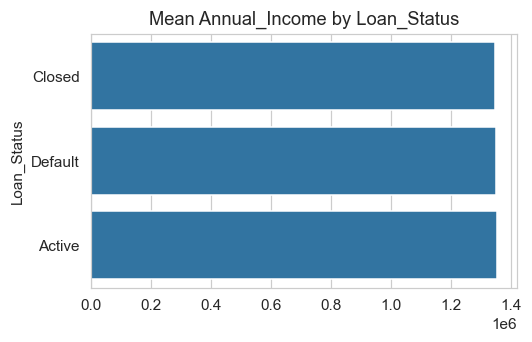 Mean Annual_Income by Loan_Status
Loan_Status
Closed
Default
Active
0.0 0.2 0.4 0.6 0.8 1.0 1.2 1.4
1e6